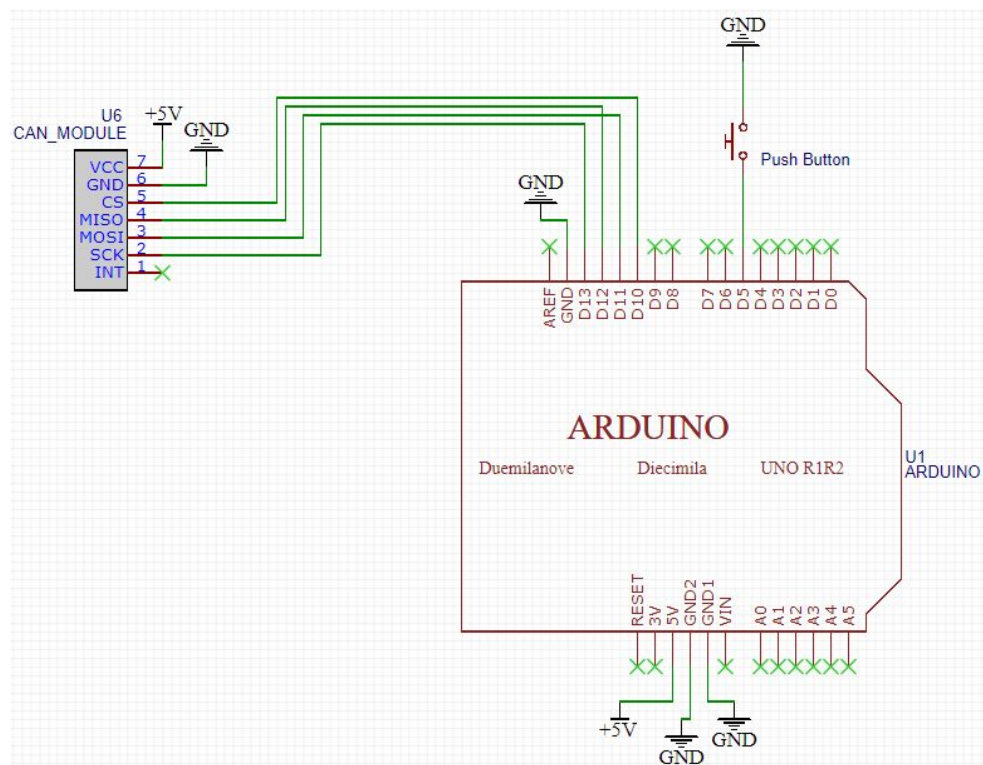 GND
U6
CAN_MODULE
+5V
GND
VCC 7
GND 6
CS 5
MISO 4
MOSI 3
SCK 2
INT 1
Push Button
GND
AREF
GND
D13
D12
D11
D10
D9
D8
D7
D6
D5
D4
D3
D2
D1
D0
ARDUINO
Duemilanove Diecimila UNO R1R2
U1
ARDUINO
RESET
3V
5V
GND2
GND1
VIN
A0
A1
A2
A3
A4
A5
+5V
GND
GND